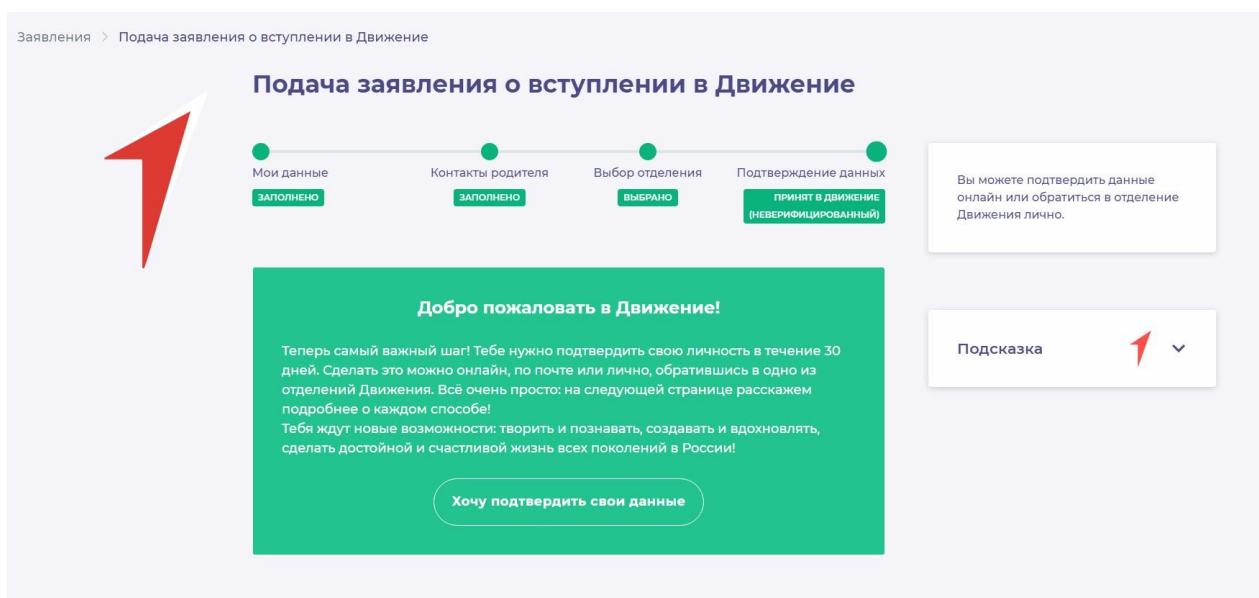 Заявления > Подача заявления о вступлении в Движение
Подача заявления о вступлении в Движение
Мои данные
ЗАПОЛНЕНО
Контакты родителя
ЗАПОЛНЕНО
Выбор отделения
ВЫБРАНО
Подтверждение данных
ПРИНЯТ В ДВИЖЕНИЕ
(НЕВЕРИФИЦИРОВАННЫЙ)
Вы можете подтвердить данные
онлайн или обратиться в отделение
Движения лично.
Добро пожаловать в Движение!
Теперь самый важный шаг! Тебе нужно подтвердить свою личность в течение 30
дней. Сделать это можно онлайн, по почте или лично, обратившись в одно из
отделений Движения. Всё очень просто: на следующей странице расскажем
подробнее о каждом способе!
Тебя ждут новые возможности: творить и познавать, создавать и вдохновлять,
сделать достойной и счастливой жизнь всех поколений в России!
Хочу подтвердить свои данные
Подсказка